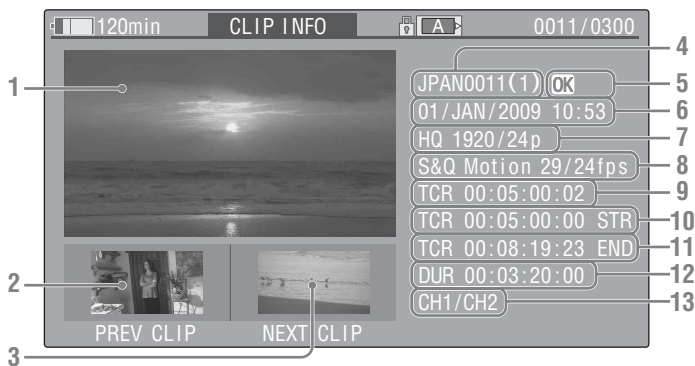 120min CLIP INFO A 0011/0300
4
1 JPAN0011(1) OK 5
01/JAN/2009 10:53 6
HQ 1920/24p 7
S&Q Motion 29/24fps 8
TCR 00:05:00:02 9
TCR 00:05:00:00 STR 10
TCR 00:08:19:23 END 11
2 DUR 00:03:20:00 12
CH1/CH2 13
PREV CLIP NEXT CLIP
3